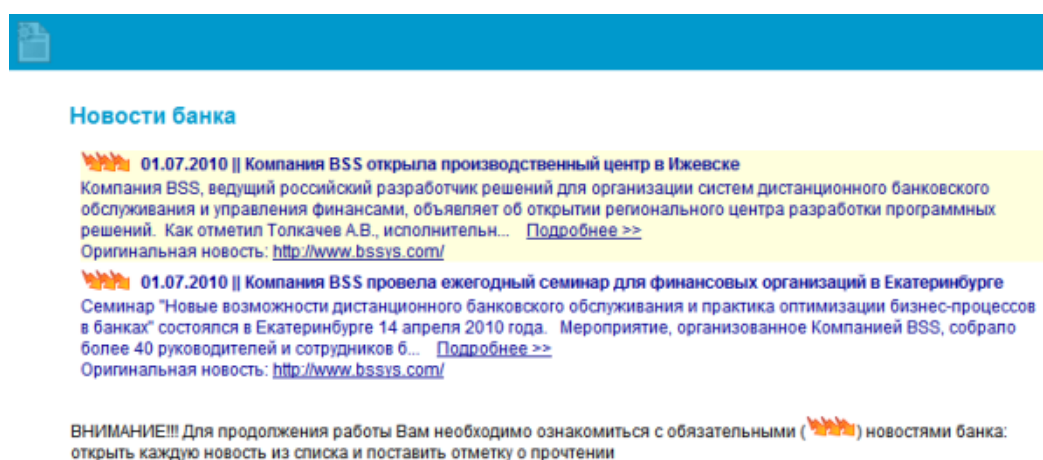 Новости банка
01.07.2010 || Компания BSS открыла производственный центр в Ижевске
Компания BSS, ведущий российский разработчик решений для организации систем дистанционного банковского
обслуживания и управления финансами, объявляет об открытии регионального центра разработки программных
решений. Как отметил Толкачев А.В., исполнительн... Подробнее >>
Оригинальная новость: http://www.bssys.com/
01.07.2010 || Компания BSS провела ежегодный семинар для финансовых организаций в Екатеринбурге
Семинар "Новые возможности дистанционного банковского обслуживания и практика оптимизации бизнес-процессов
в банках" состоялся в Екатеринбурге 14 апреля 2010 года. Мероприятие, организованное Компанией BSS, собрало
более 40 руководителей и сотрудников б... Подробнее >>
Оригинальная новость: http://www.bssys.com/
ВНИМАНИЕ!!! Для продолжения работы Вам необходимо ознакомиться с обязательными ( ) новостями банка:
открыть каждую новость из списка и поставить отметку о прочтении